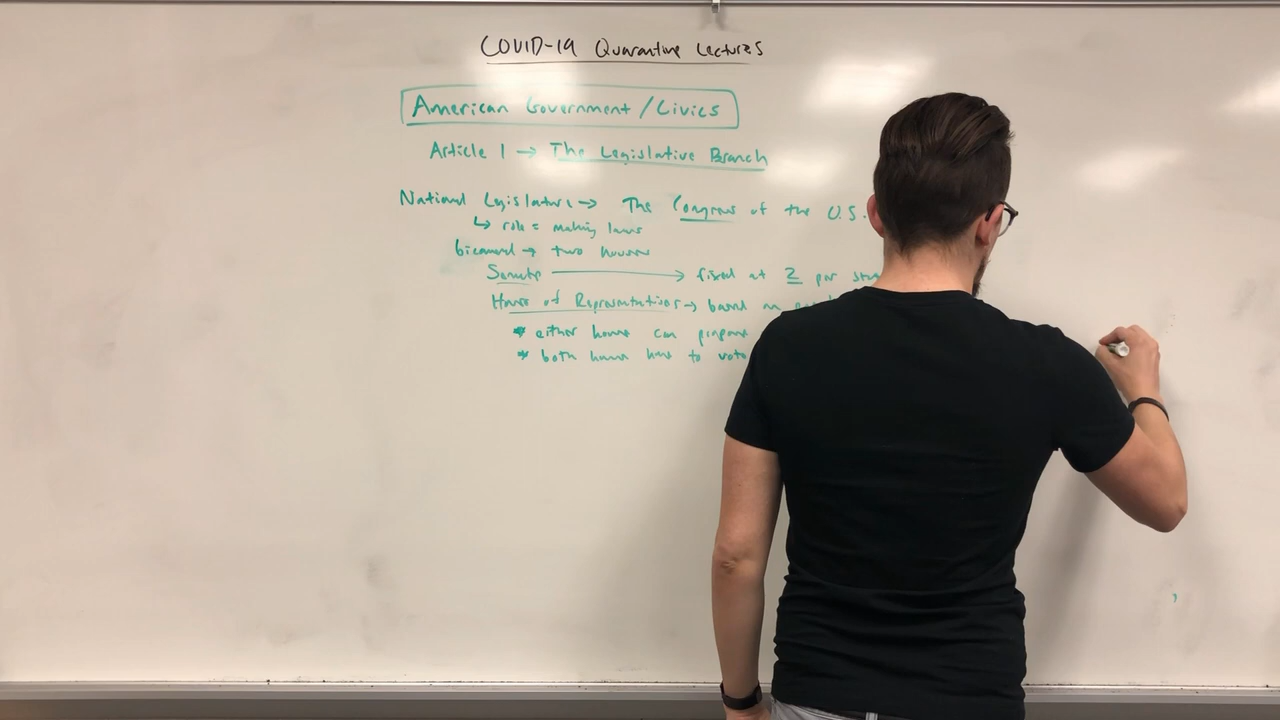 COVID-19 Quarantine Lectures
American Government/Civics
Article 1 → The Legislative Branch
National Legislature → The Congress of the U.S.
↳ role = making laws
bicameral → two houses
Senate → fixed at 2 per
House of Representatives → based on
* either house can propose
* both houses have to vote